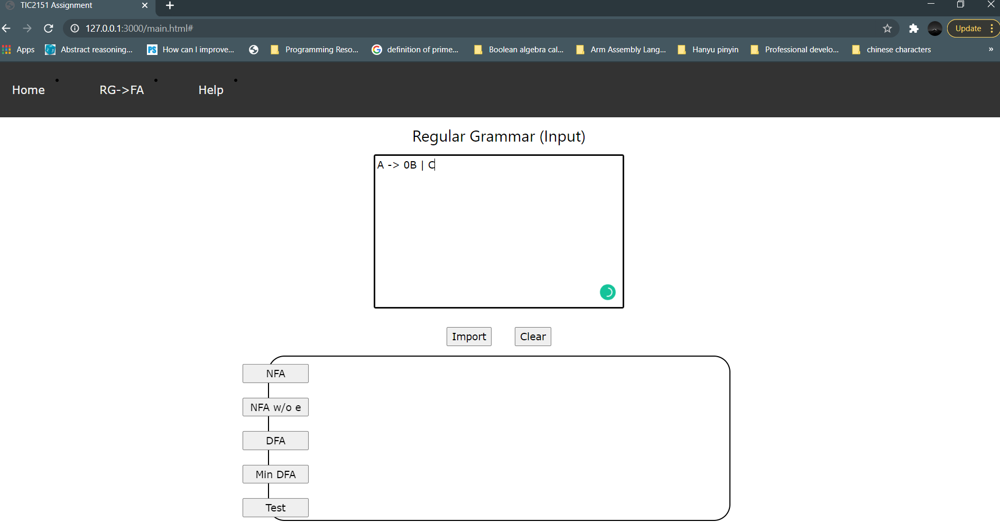 TIC2151 Assignment
127.0.0.1:3000/main.html#
Update
Apps
Abstract reasoning...
PS How can I improve...
Programming Reso...
G definition of prime...
Boolean algebra cal...
Arm Assembly Lang...
Hanyu pinyin
Professional develo...
chinese characters
»
Home
RG->FA
Help
Regular Grammar (Input)
A -> 0B | C
Import
Clear
NFA
NFA w/o e
DFA
Min DFA
Test